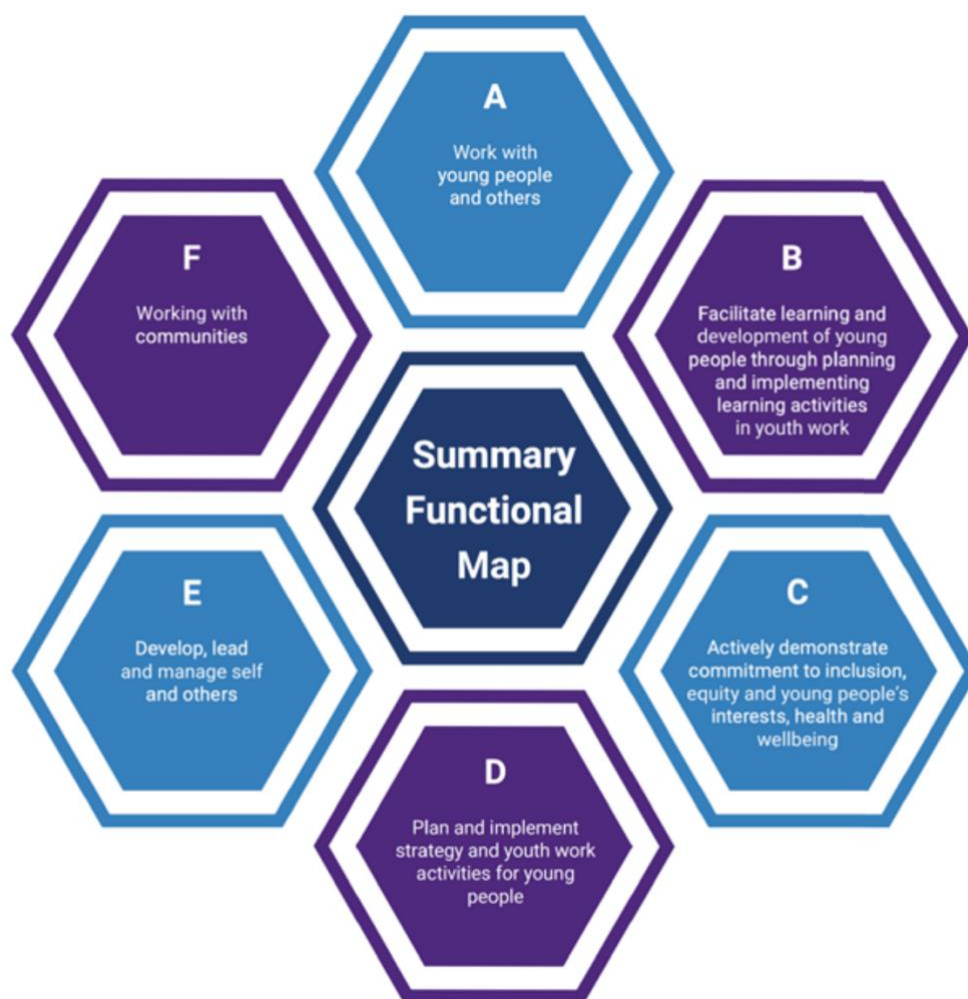 A
Work with
young people
and others
F
Working with
communities
B
Facilitate learning and
development of young
people through planning
and implementing
learning activities
in youth work
Summary
Functional
Map
E
Develop, lead
and manage self
and others
C
Actively demonstrate
commitment to inclusion,
equity and young people's
interests, health and
wellbeing
D
Plan and implement
strategy and youth work
activities for young
people